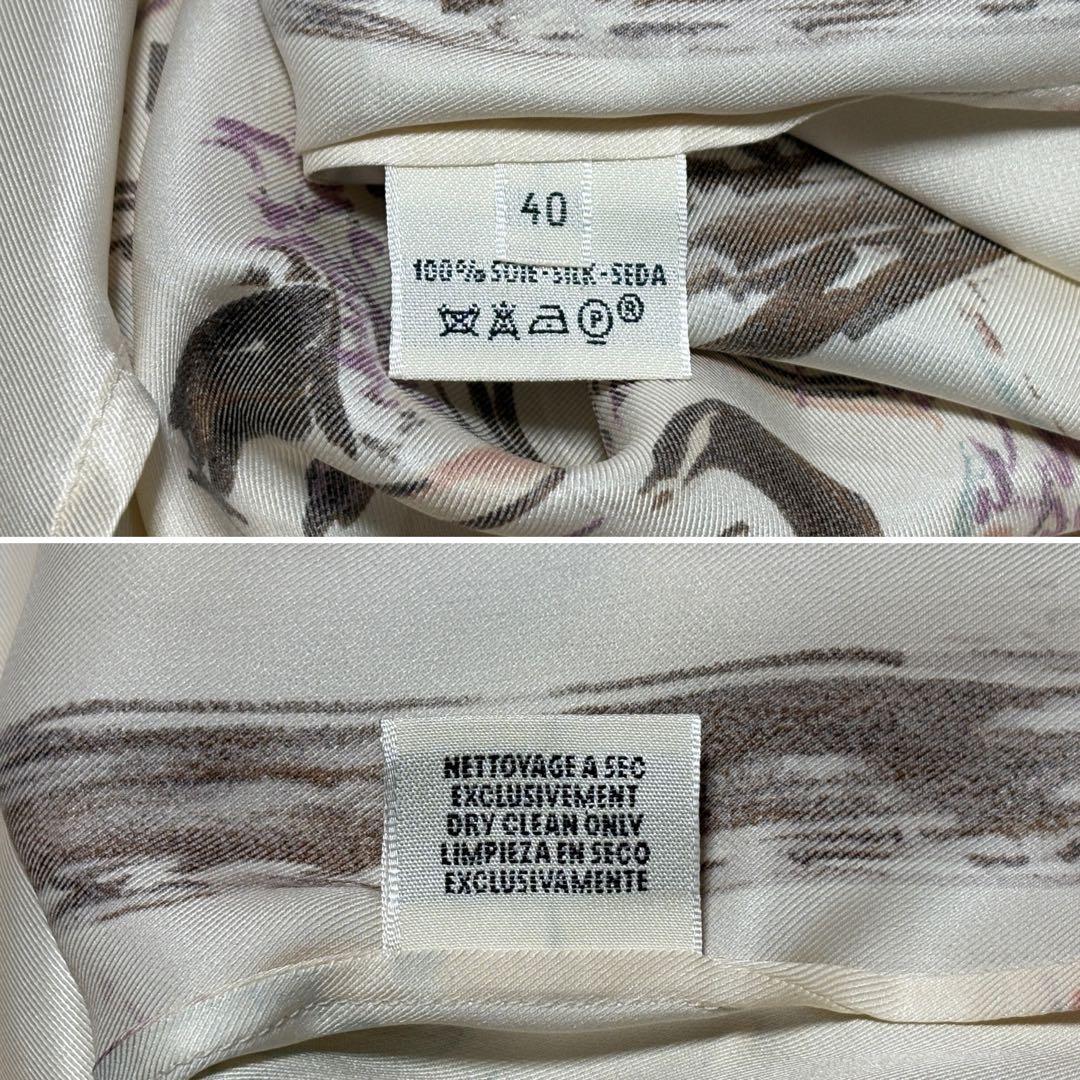 40
100% SOIE-SILK-SEDA
P ®
NETTOYAGE A SEC
EXCLUSIVEMENT
DRY CLEAN ONLY
LIMPIEZA EN SECO
EXCLUSIVAMENTE